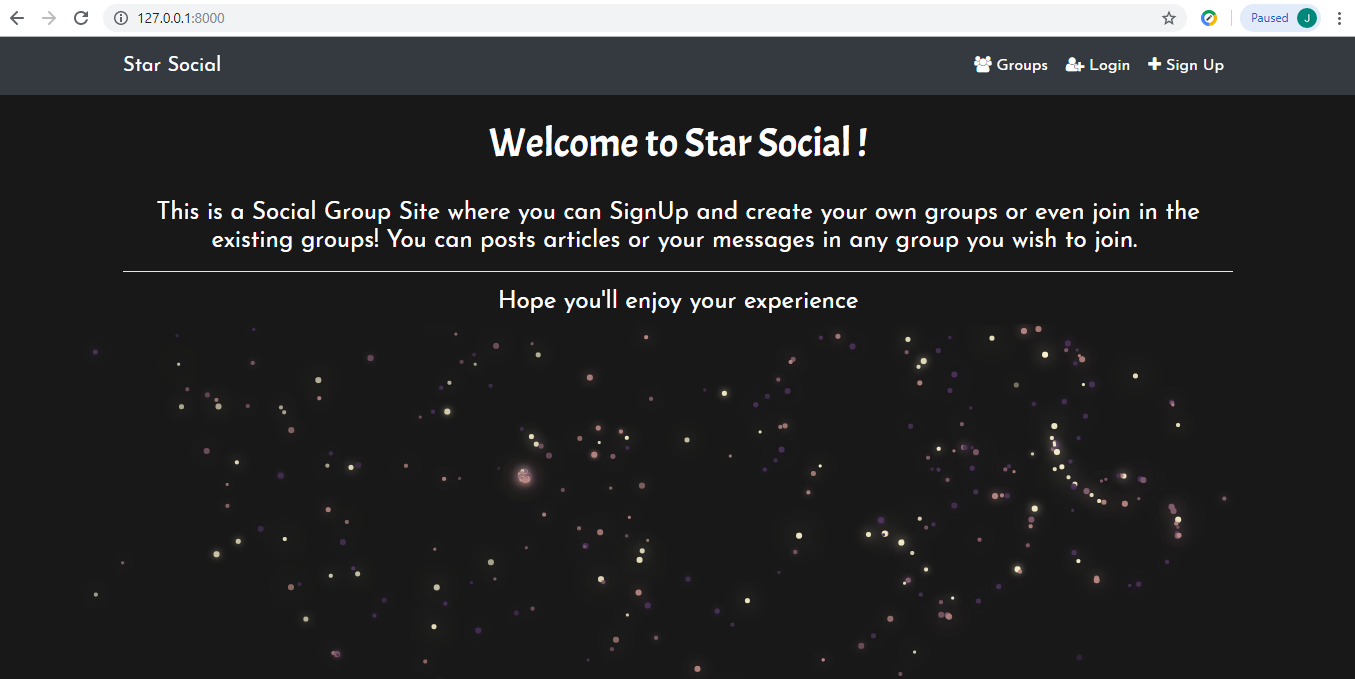 127.0.0.1:8000
Paused J
Star Social
Groups Login Sign Up
Welcome to Star Social !
This is a Social Group Site where you can SignUp and create your own groups or even join in the
existing groups! You can posts articles or your messages in any group you wish to join.
Hope you'll enjoy your experience